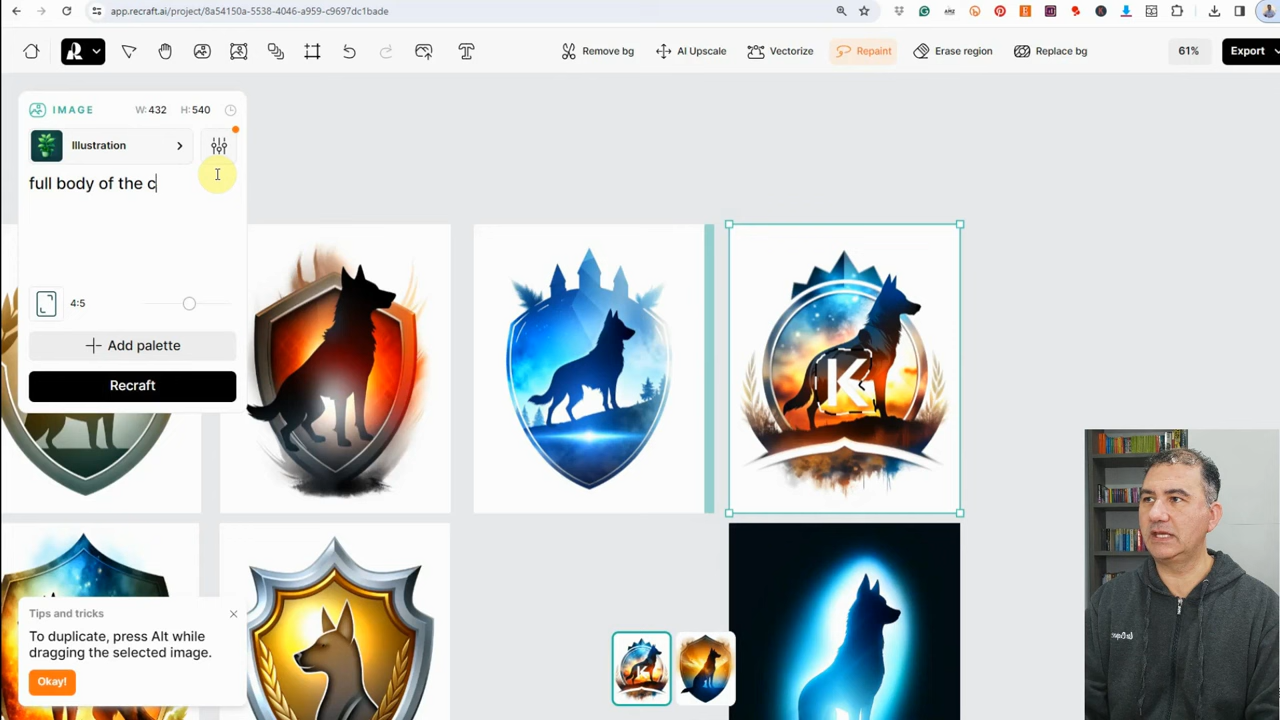 app.recraft.ai/project/8a54150a-5538-4046-a959-c9697dc1bade
Remove bg
AI Upscale
Vectorize
Repaint
Erase region
Replace bg
61%
Export
IMAGE W: 432 H: 540
Illustration
full body of the c
4:5
Add palette
Recraft
K
Tips and tricks
To duplicate, press Alt while
dragging the selected image.
Okay!